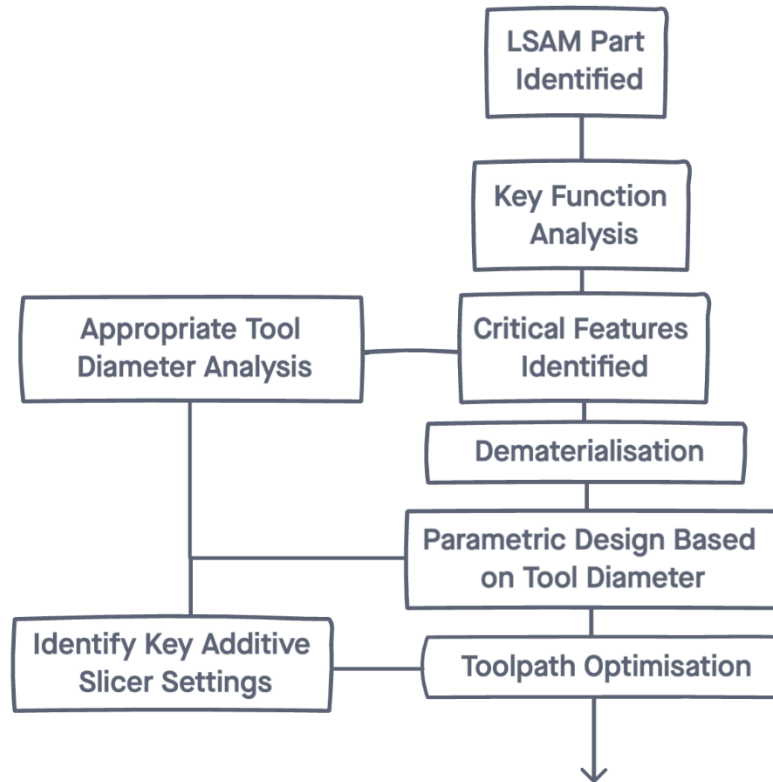 LSAM Part
Identified
Key Function
Analysis
Appropriate Tool
Diameter Analysis
Critical Features
Identified
Dematerialisation
Parametric Design Based
on Tool Diameter
Identify Key Additive
Slicer Settings
Toolpath Optimisation